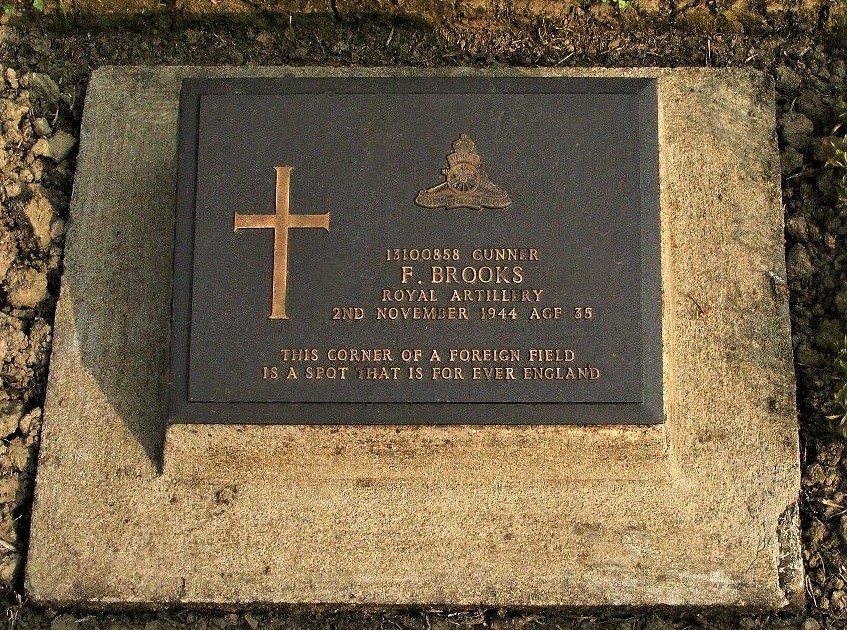 13100858 GUNNER
F. BROOKS
ROYAL ARTILLERY
2ND NOVEMBER 1944 AGE 35
THIS CORNER OF A FOREIGN FIELD
IS A SPOT THAT IS FOR EVER ENGLAND